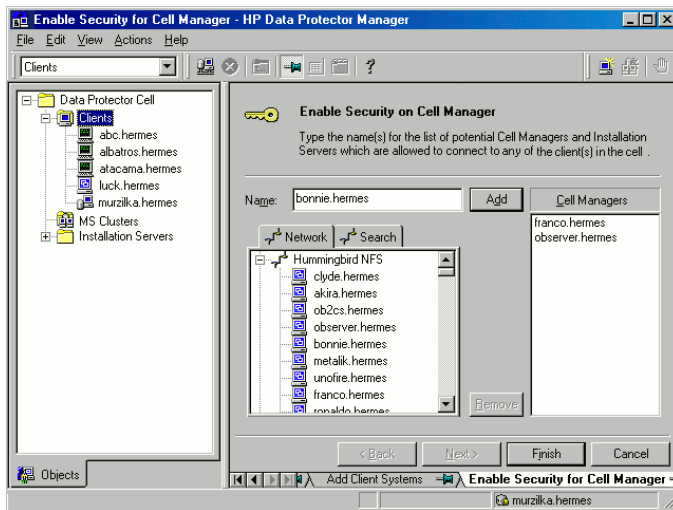 Enable Security for Cell Manager - HP Data Protector Manager
File Edit View Actions Help
Clients
Data Protector Cell
Clients
abc.hermes
albatros.hermes
atacama.hermes
luck.hermes
murzilka.hermes
MS Clusters
Installation Servers
Objects
Enable Security on Cell Manager
Type the name(s) for the list of potential Cell Managers and Installation
Servers which are allowed to connect to any of the client(s) in the cell .
Name: bonnie.hermes Add Cell Managers
franco.hermes
observer.hermes
Network Search
Hummingbird NFS
clyde.hermes
akira.hermes
ob2cs.hermes
observer.hermes
bonnie.hermes
metalik.hermes
unofire.hermes
franco.hermes
ronaldo.hermes
Remove
< Back Next > Finish Cancel
Add Client Systems Enable Security for Cell Manager
murzilka.hermes